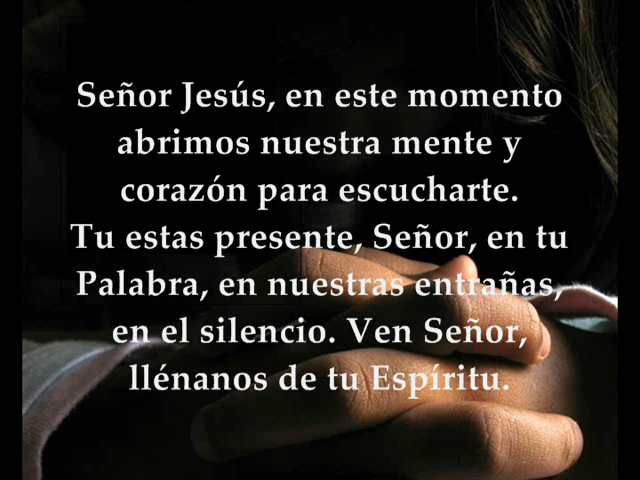 Señor Jesús, en este momento
abrimos nuestra mente y
corazón para escucharte.
Tu estas presente, Señor, en tu
Palabra, en nuestras entrañas,
en el silencio. Ven Señor,
llénanos de tu Espíritu.